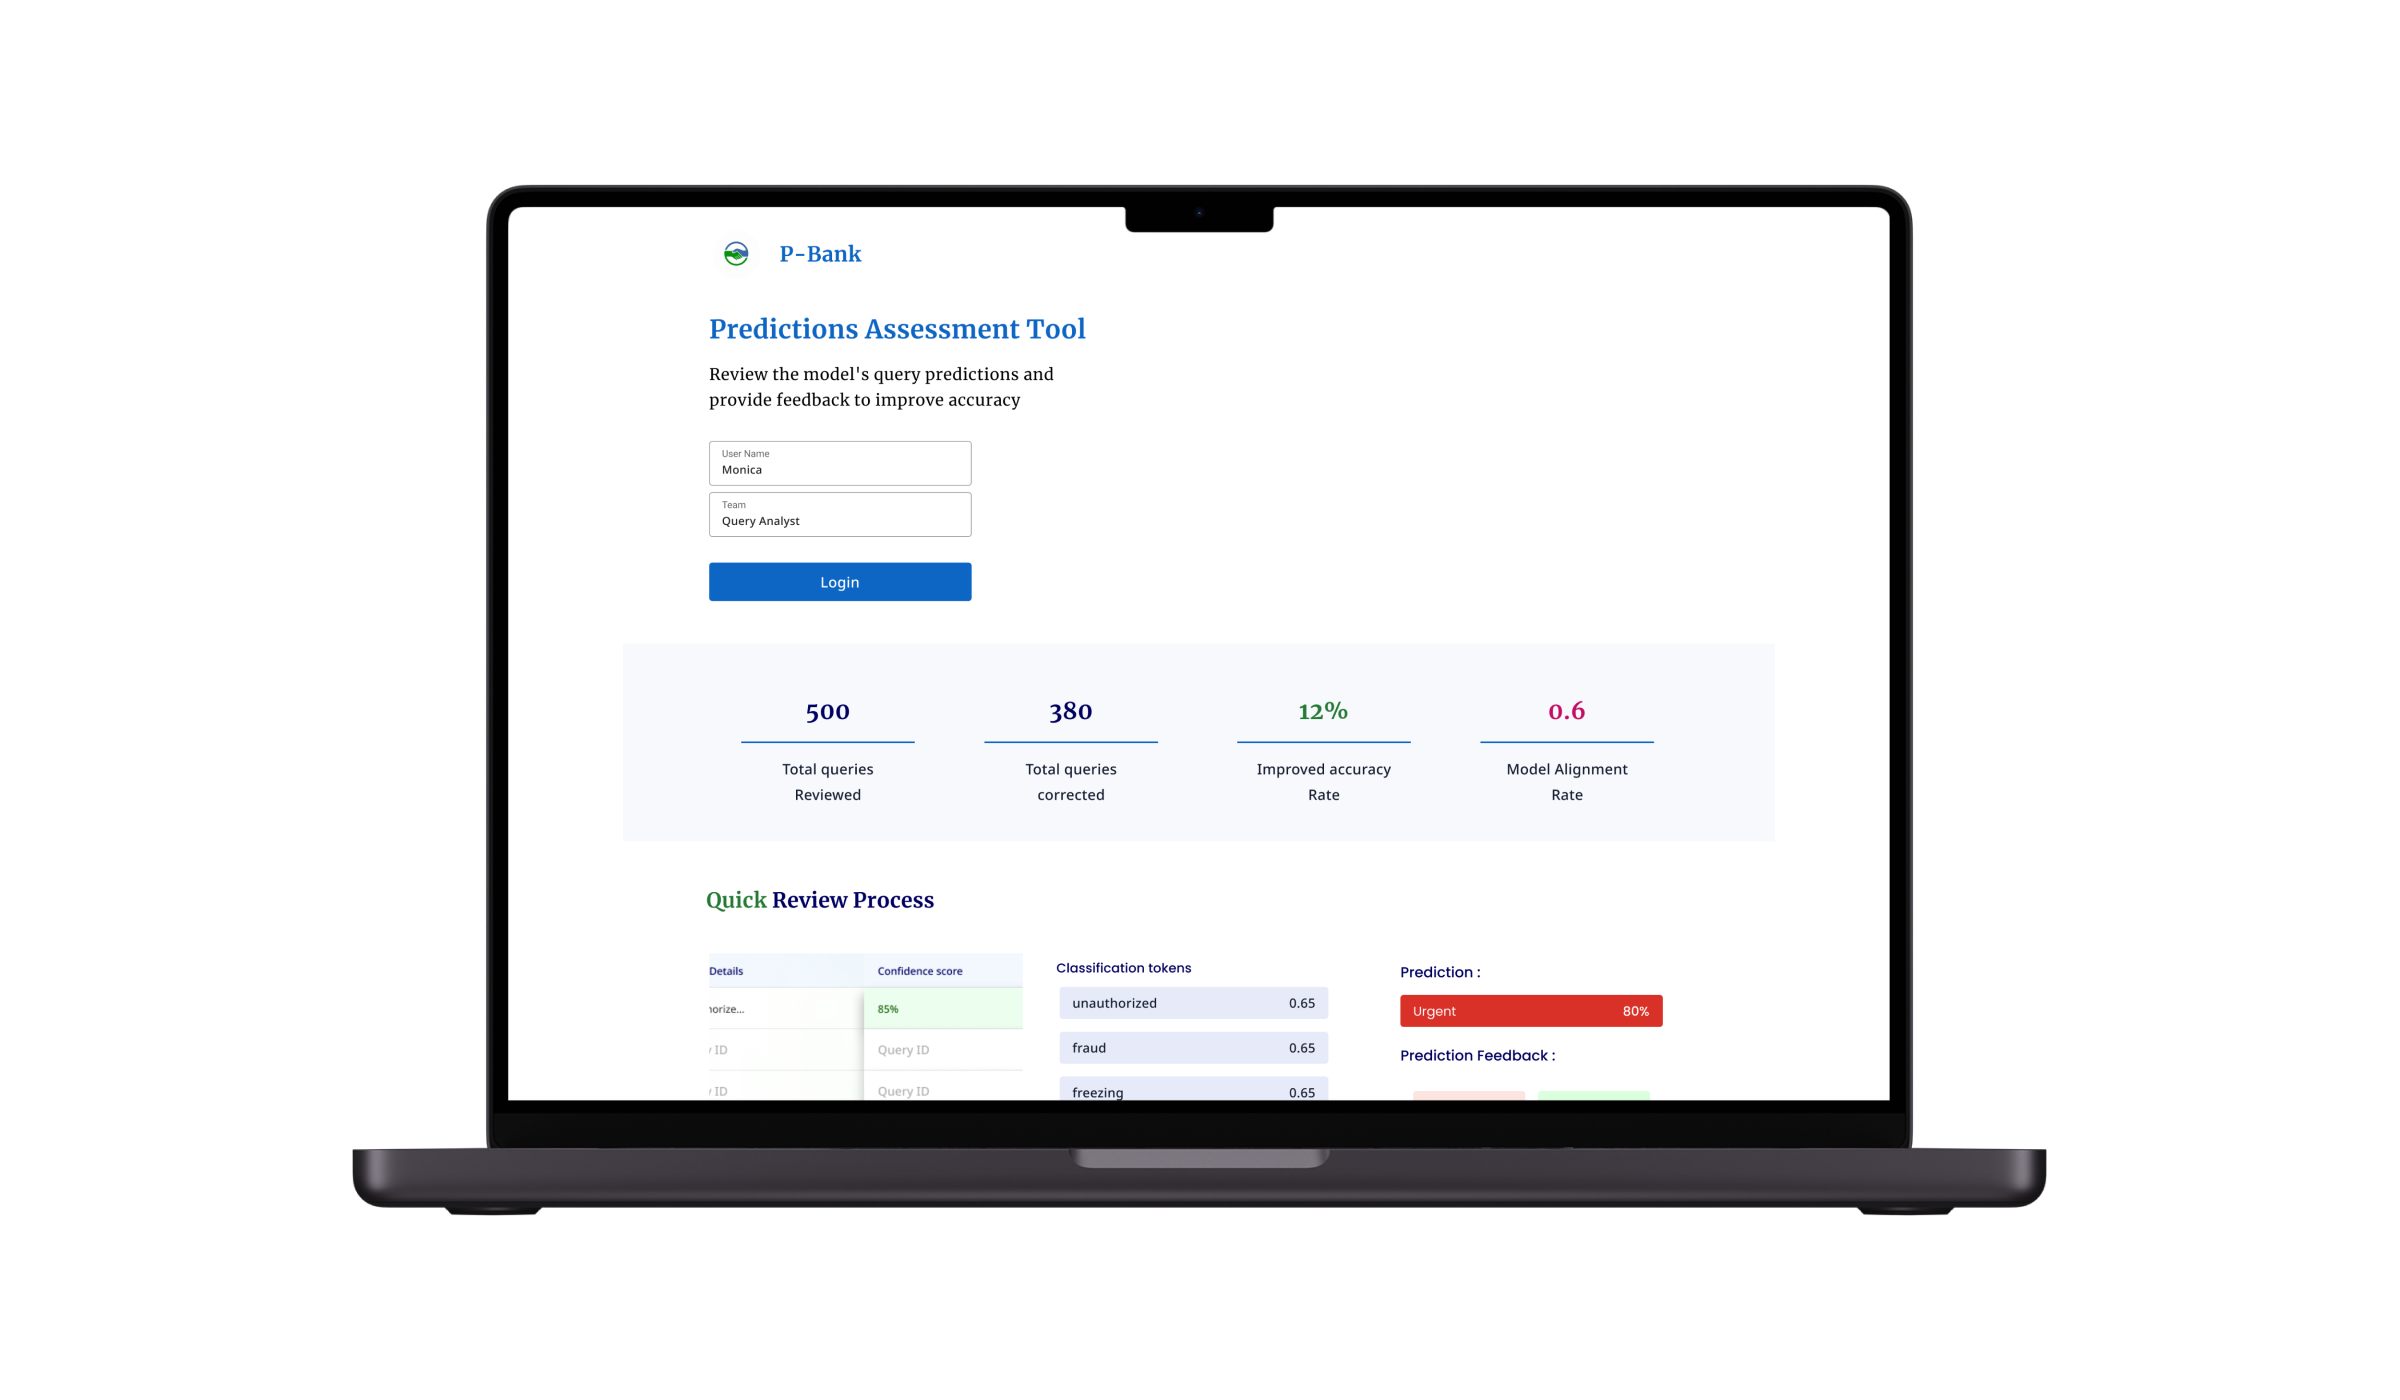 P-Bank
Predictions Assessment Tool
Review the model's query predictions and
provide feedback to improve accuracy
User Name
Monica
Team
Query Analyst
Login
500
Total queries
Reviewed
380
Total queries
corrected
12%
Improved accuracy
Rate
0.6
Model Alignment
Rate
Quick Review Process
Details Confidence score
horize... 85%
ID Query ID
ID Query ID
Classification tokens
unauthorized 0.65
fraud 0.65
freezing 0.65
Prediction :
Urgent 80%
Prediction Feedback :